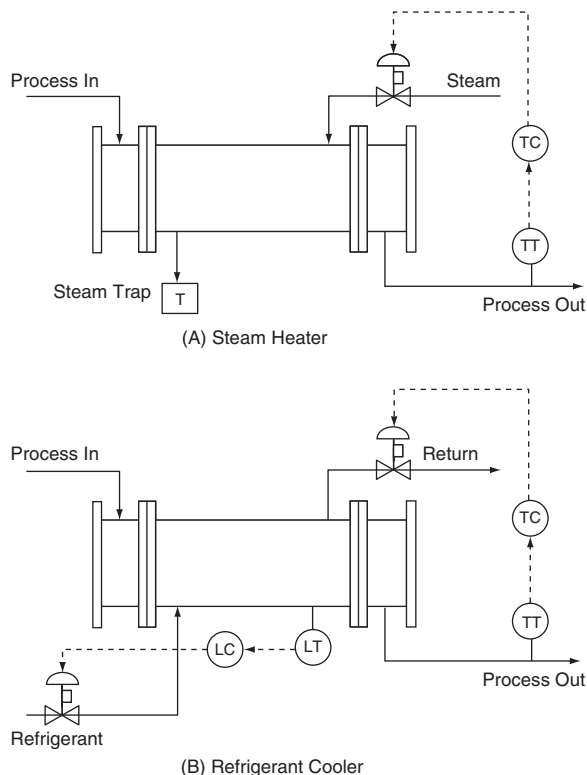 Process In
Steam
TC
TT
Steam Trap
T
Process Out
(A) Steam Heater
Process In
Return
TC
TT
LC
LT
Process Out
Refrigerant
(B) Refrigerant Cooler